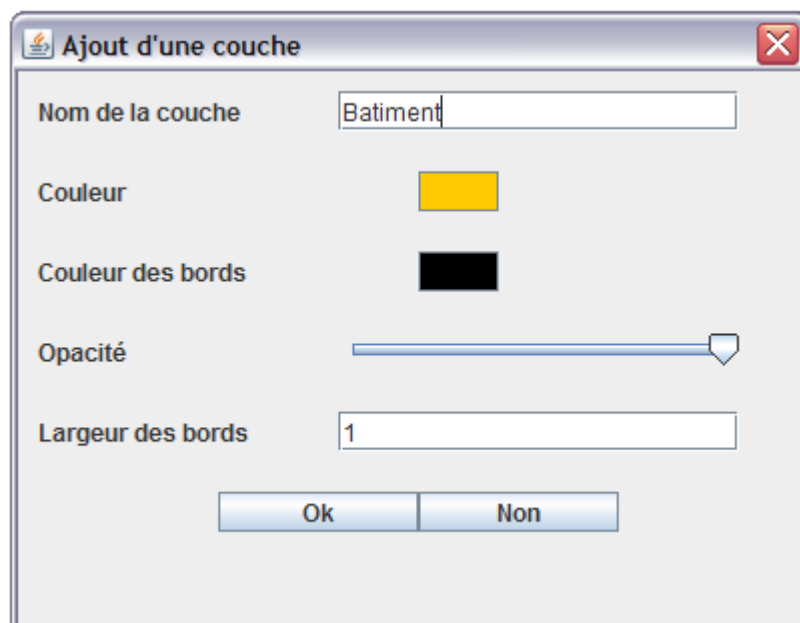 Ajout d'une couche
Nom de la couche Batiment
Couleur
Couleur des bords
Opacité
Largeur des bords 1
Ok Non